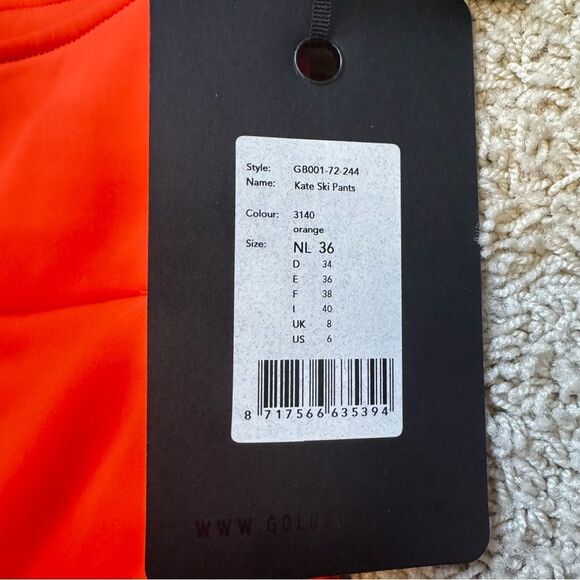 Style: GB001-72-244
Name: Kate Ski Pants
Colour: 3140
orange
Size: NL 36
D 34
E 36
F 38
I 40
UK 8
US 6
8 717566 635394